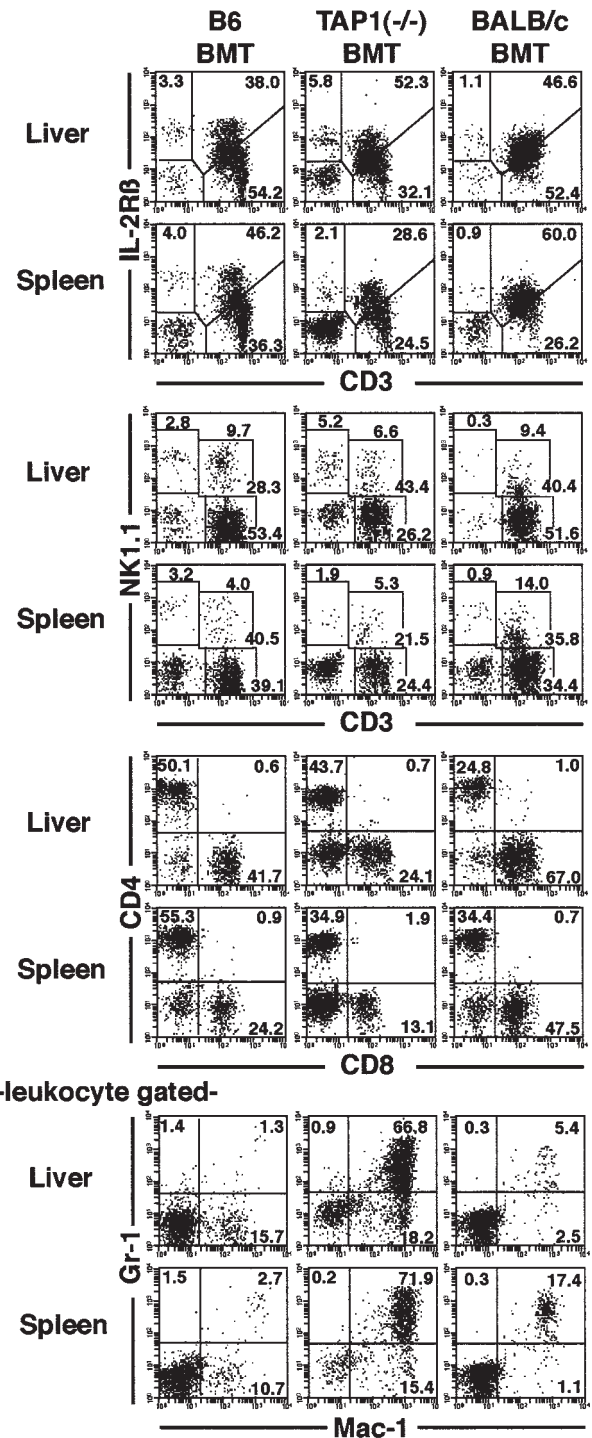 B6 TAP1(-/-) BALB/c
BMT BMT BMT
3.3 38.0 5.8 52.3 1.1 46.6
Liver
54.2 32.1 52.4
IL-2Rß
4.0 46.2 2.1 28.6 0.9 60.0
Spleen
36.3 24.5 26.2
CD3
2.8 9.7 5.2 6.6 0.3 9.4
Liver
28.3 43.4 40.4
53.4 26.2 51.6
NK1.1
3.2 4.0 1.9 5.3 0.9 14.0
Spleen
40.5 21.5 35.8
39.1 24.4 34.4
CD3
50.1 0.6 43.7 0.7 24.8 1.0
Liver
41.7 24.1 67.0
CD4
55.3 0.9 34.9 1.9 34.4 0.7
Spleen
24.2 13.1 47.5
CD8
-leukocyte gated-
1.4 1.3 0.9 66.8 0.3 5.4
Liver
15.7 18.2 2.5
Gr-1
1.5 2.7 0.2 71.9 0.3 17.4
Spleen
10.7 15.4 1.1
Mac-1